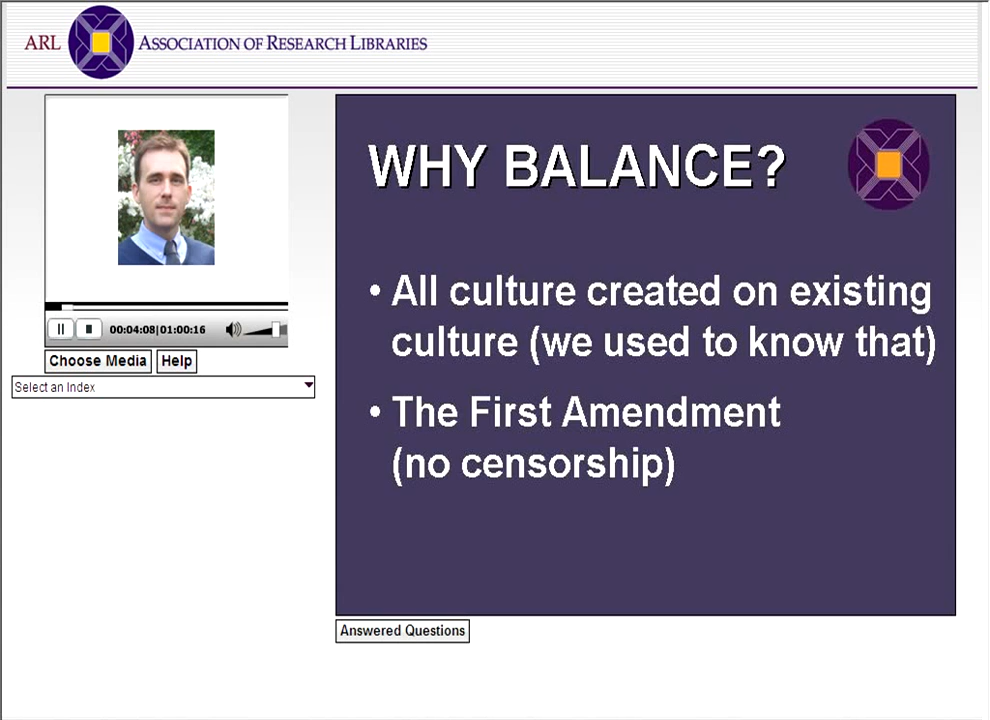 ARL ASSOCIATION OF RESEARCH LIBRARIES
WHY BALANCE?
• All culture created on existing
culture (we used to know that)
• The First Amendment
(no censorship)
00:04:08|01:00:16
Choose Media Help
Select an Index
Answered Questions